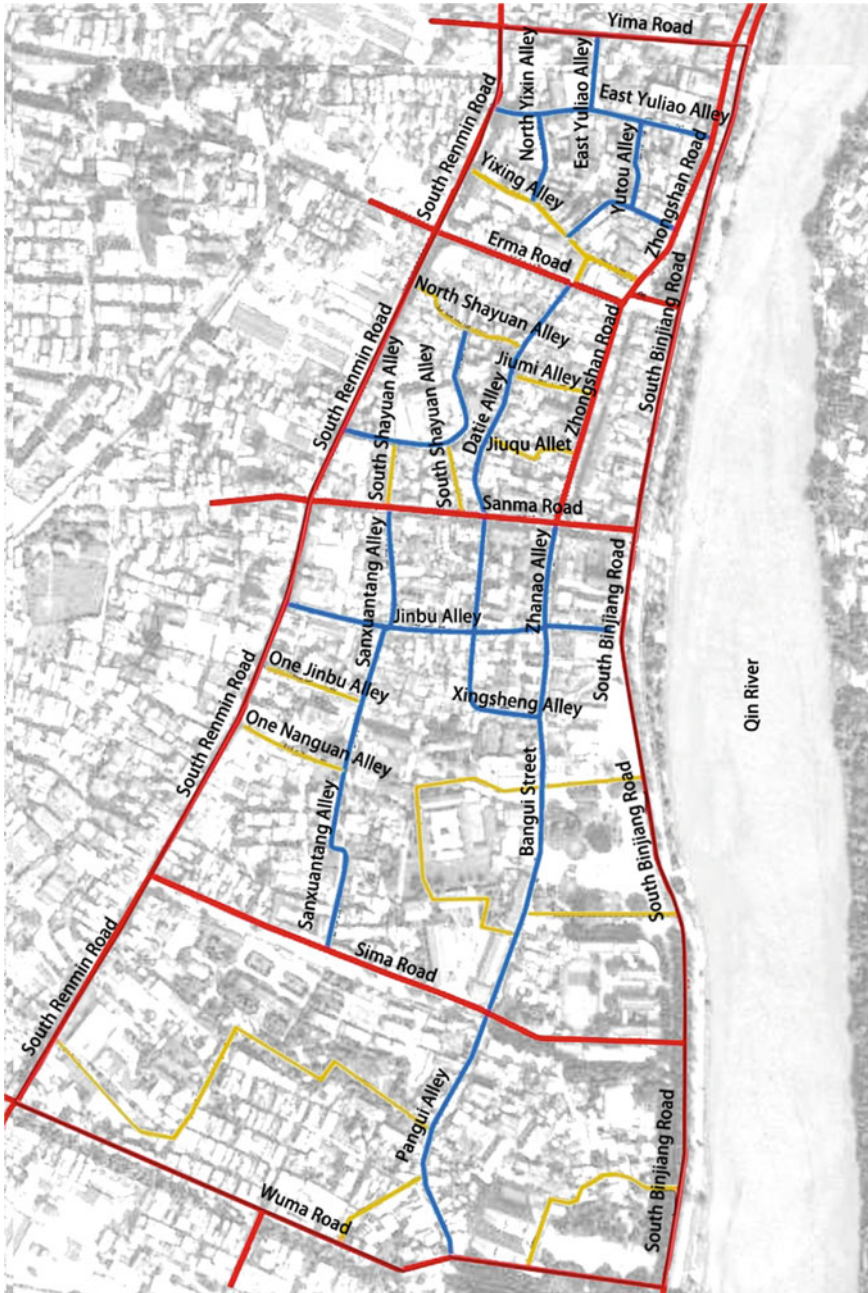 Yima Road
North Yixin Alley
East Yuliao Alley
East Yuliao Alley
South Renmin Road
Yixing Alley
Yutou Alley
Zhongshan Road
Erma Road
North Shayuan Alley
South Binjiang Road
South Renmin Road
Jiumi Alley
Zhongshan Road
South Shayuan Alley
South Shayuan Alley
Datie Alley
Jiuqu Allet
Sanma Road
Sanxuantang Alley
Zhanao Alley
Jinbu Alley
South Binjiang Road
One Jinbu Alley
Xingsheng Alley
Qin River
South Renmin Road
One Nanguan Alley
Sanxuantang Alley
Bangui Street
South Binjiang Road
Sima Road
South Renmin Road
Pangui Alley
South Binjiang Road
Wuma Road